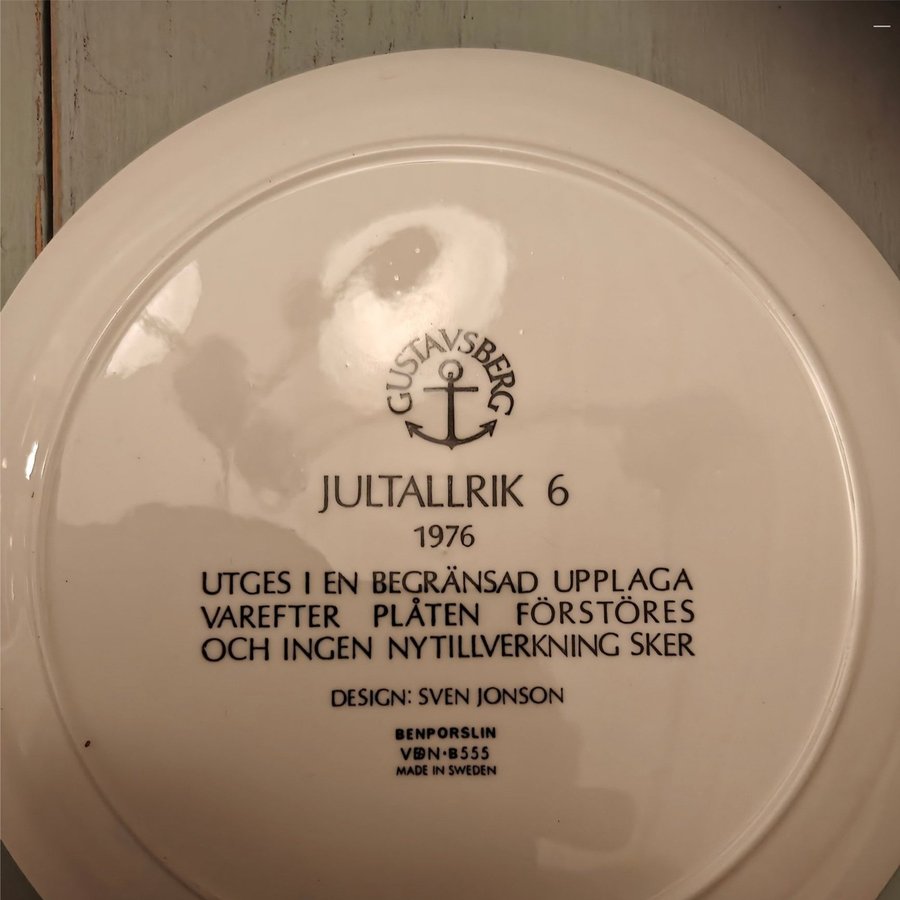 GUSTAVSBERG
JULTALLRIK 6
1976
UTGES I EN BEGRÄNSAD UPPLAGA
VAREFTER PLÅTEN FÖRSTÖRES
OCH INGEN NYTILLVERKNING SKER
DESIGN: SVEN JONSON
BENPORSLIN
VDN·B555
MADE IN SWEDEN